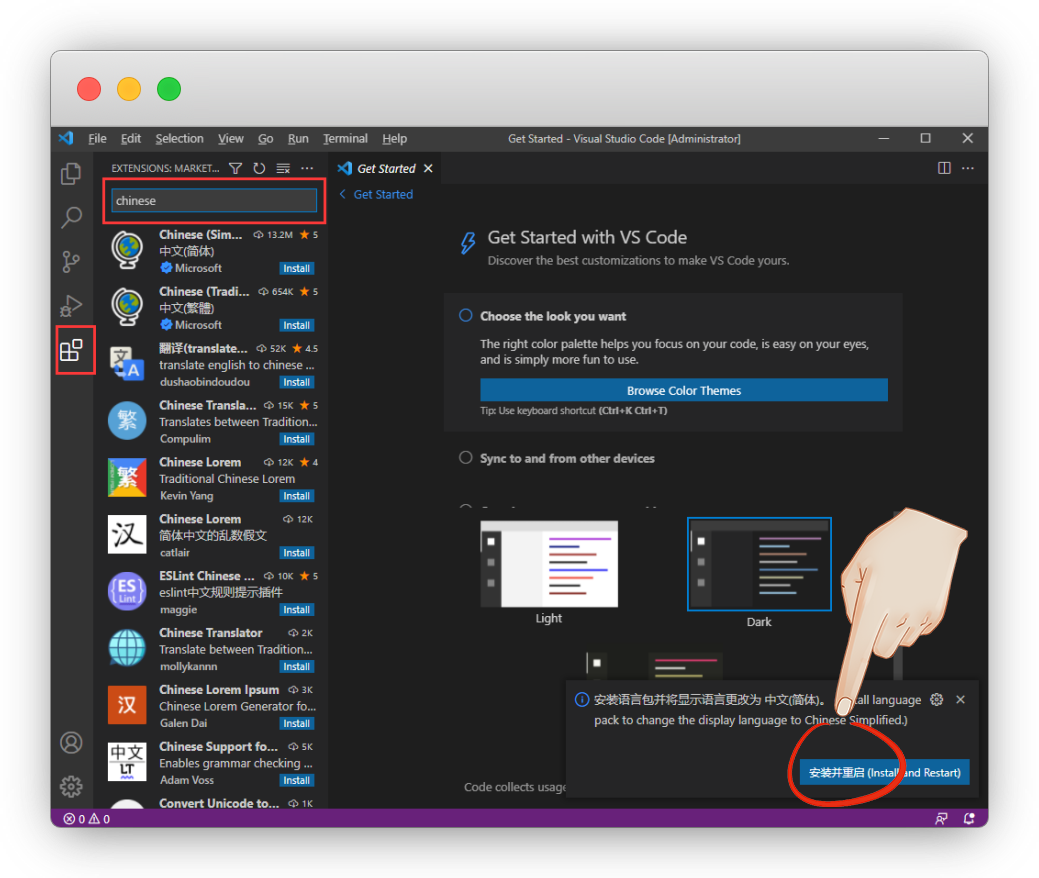 File Edit Selection View Go Run Terminal Help
Get Started - Visual Studio Code [Administrator]
EXTENSIONS: MARKET...
chinese
Chinese (Sim... 13.2M 5
中文(简体)
Microsoft Install
Chinese (Tradi... 654K 5
中文(繁體)
Microsoft Install
翻译(translate... 52K 4.5
translate english to chinese ...
dushaobindoudou Install
Chinese Transla... 15K 5
Translates between Tradition...
Compulim Install
Chinese Lorem 12K 4
Traditional Chinese Lorem
Kevin Yang Install
Chinese Lorem 12K
简体中文的乱数假文
catlair Install
ESLint Chinese ... 10K 5
eslint中文规则提示插件
maggie Install
Chinese Translator 2K
Translate between Tradition...
mollykannn Install
Chinese Lorem Ipsum 3K
Chinese Lorem Generator fo...
Galen Dai Install
Chinese Support fo... 5K
Enables grammar checking ...
Adam Voss Install
Convert Unicode to... 1K
文 A
繁
繁
汉
ES
Lint
汉
中文
LT
Get Started
Get Started
Get Started with VS Code
Discover the best customizations to make VS Code yours.
Choose the look you want
The right color palette helps you focus on your code, is easy on your eyes,
and is simply more fun to use.
Browse Color Themes
Tip: Use keyboard shortcut (Ctrl+K Ctrl+T)
Sync to and from other devices
Light
Dark
安装语言包并将显示语言更改为 中文(简体)。 language
pack to change the display language to Chinese Simplified.)
安装并重启 (Install and Restart)
Code collects usage
0 0